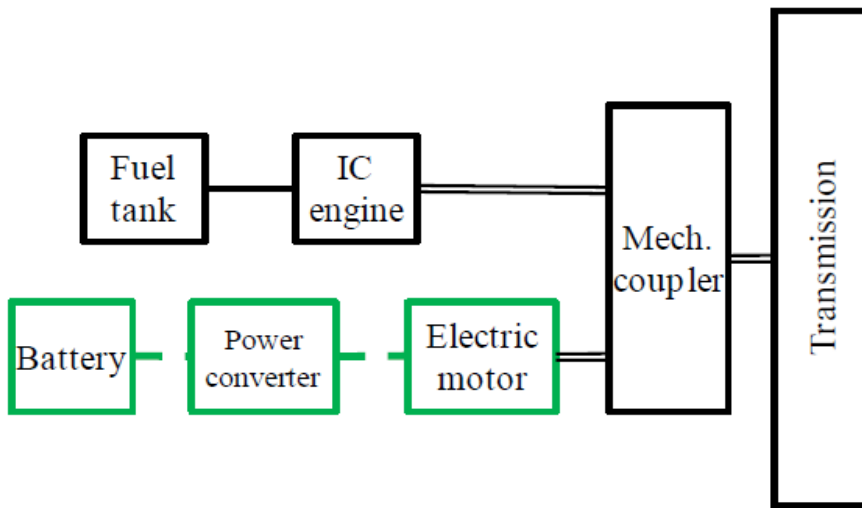 Fuel
tank
IC
engine
Mech.
coupler
Transmission
Battery
Power
converter
Electric
motor